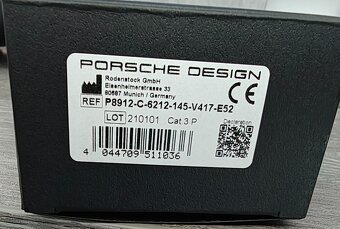 PORSCHE DESIGN
Rodenstock GmbH
Elsenheimerstrasse 33
80687 Munich / Germany
REF P8912-C-6212-145-V417-E52
LOT 210101 Cat 3 P
Declaration
4 044709 511036